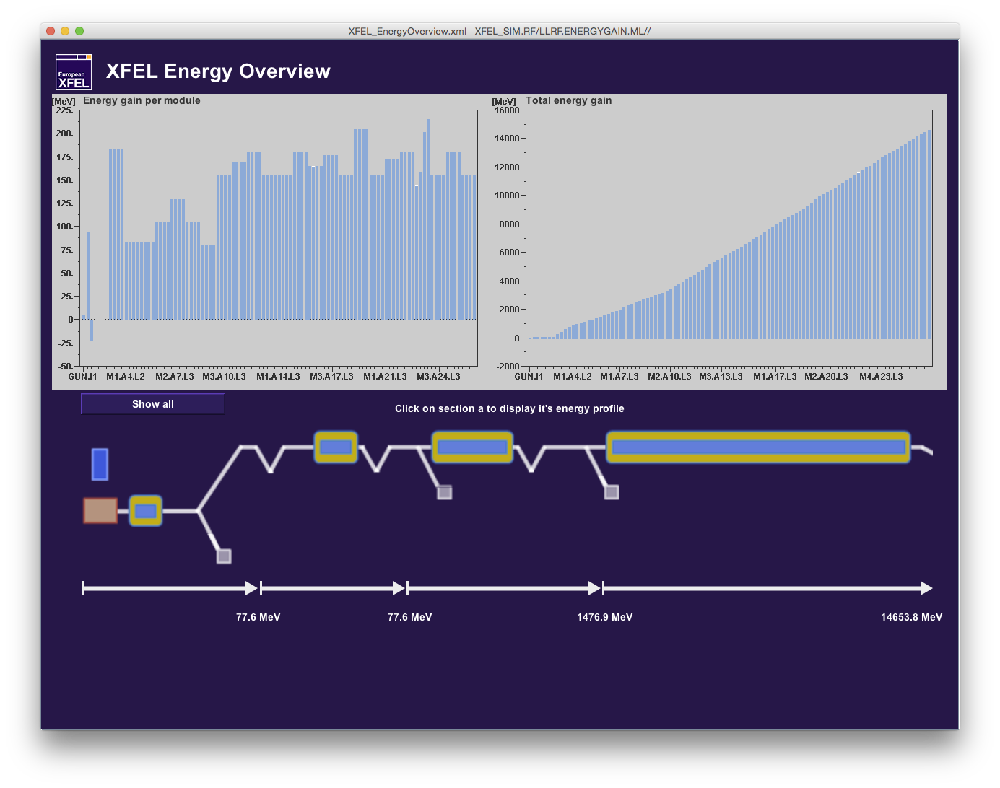 XFEL_EnergyOverview.xml   XFEL_SIM.RF/LLRF.ENERGYGAIN.ML//
European
XFEL
XFEL Energy Overview
[MeV] Energy gain per module
225.
200.
175.
150.
125.
100.
75.
50.
25.
0
-25.
-50.
GUN.I1 M1.A4.L2 M2.A7.L3 M3.A10.L3 M1.A14.L3 M3.A17.L3 M1.A21.L3 M3.A24.L3
[MeV] Total energy gain
16000
14000
12000
10000
8000
6000
4000
2000
0
-2000
GUN.I1 M1.A4.L2 M1.A7.L3 M2.A10.L3 M3.A13.L3 M1.A17.L3 M2.A20.L3 M4.A23.L3
Show all
Click on section a to display it's energy profile
77.6 MeV 77.6 MeV 1476.9 MeV 14653.8 MeV